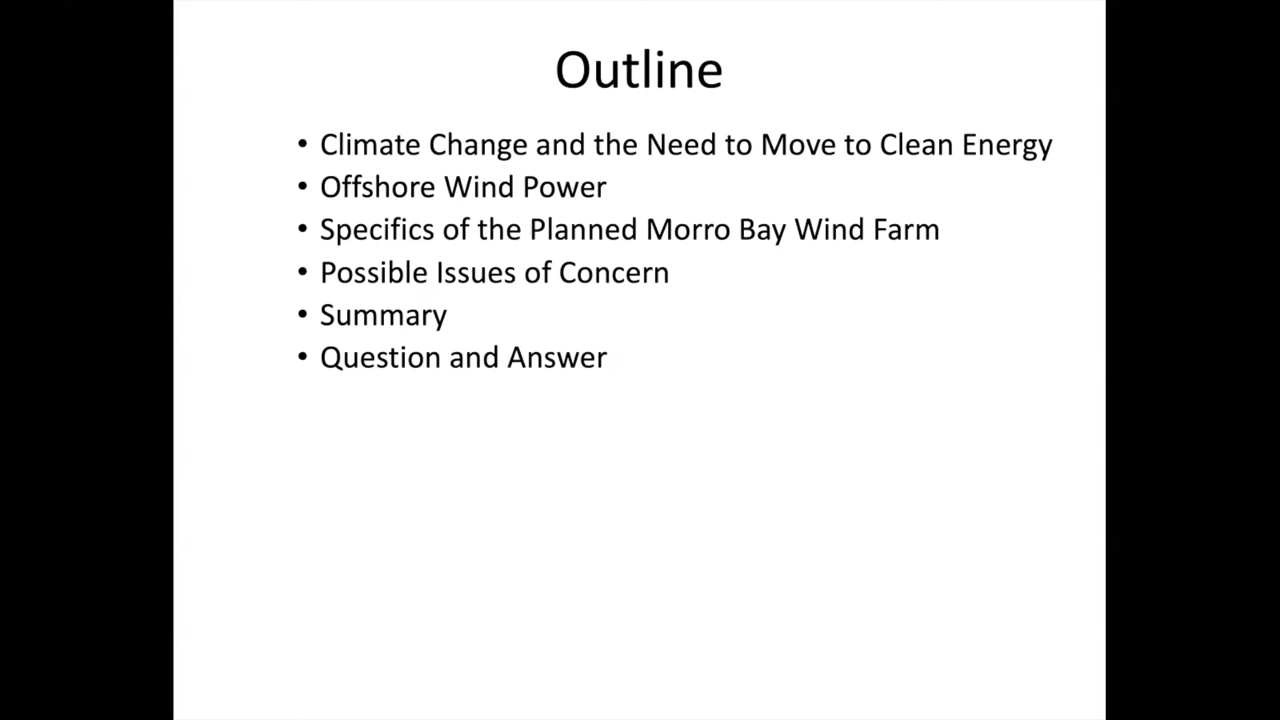 Outline
• Climate Change and the Need to Move to Clean Energy
• Offshore Wind Power
• Specifics of the Planned Morro Bay Wind Farm
• Possible Issues of Concern
• Summary
• Question and Answer